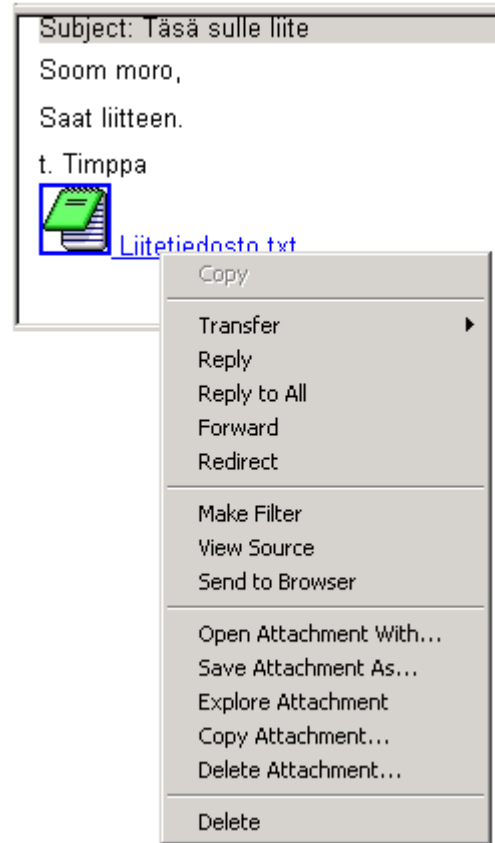 Subject: Täsä sulle liite
Soom moro,
Saat liitteen.
t. Timppa
Liitetiedosto.txt
Copy
Transfer
Reply
Reply to All
Forward
Redirect
Make Filter
View Source
Send to Browser
Open Attachment With...
Save Attachment As...
Explore Attachment
Copy Attachment...
Delete Attachment...
Delete